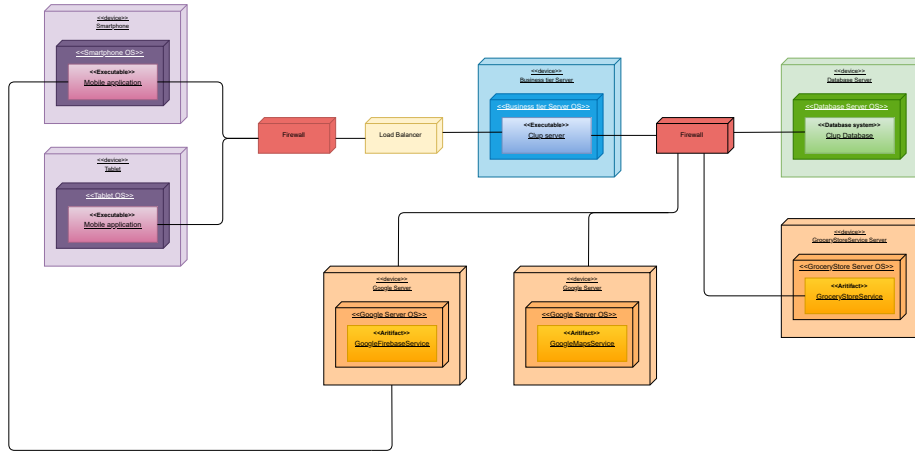 <<device>>
Smartphone
<<Smartphone OS>>
<<Executable>>
Mobile application
<<device>>
Tablet
<<Tablet OS>>
<<Executable>>
Mobile application
Firewall
Load Balancer
<<device>>
Business tier Server
<<Business tier Server OS>>
<<Executable>>
Clup server
Firewall
<<device>>
Database Server
<<Database Server OS>>
<<Database system>>
Clup Database
<<device>>
GroceryStoreService Server
<<GroceryStore Server OS>>
<<Aritifact>>
GroceryStoreService
<<device>>
Google Server
<<Google Server OS>>
<<Aritifact>>
GoogleFirebaseService
<<device>>
Google Server
<<Google Server OS>>
<<Aritifact>>
GoogleMapsService